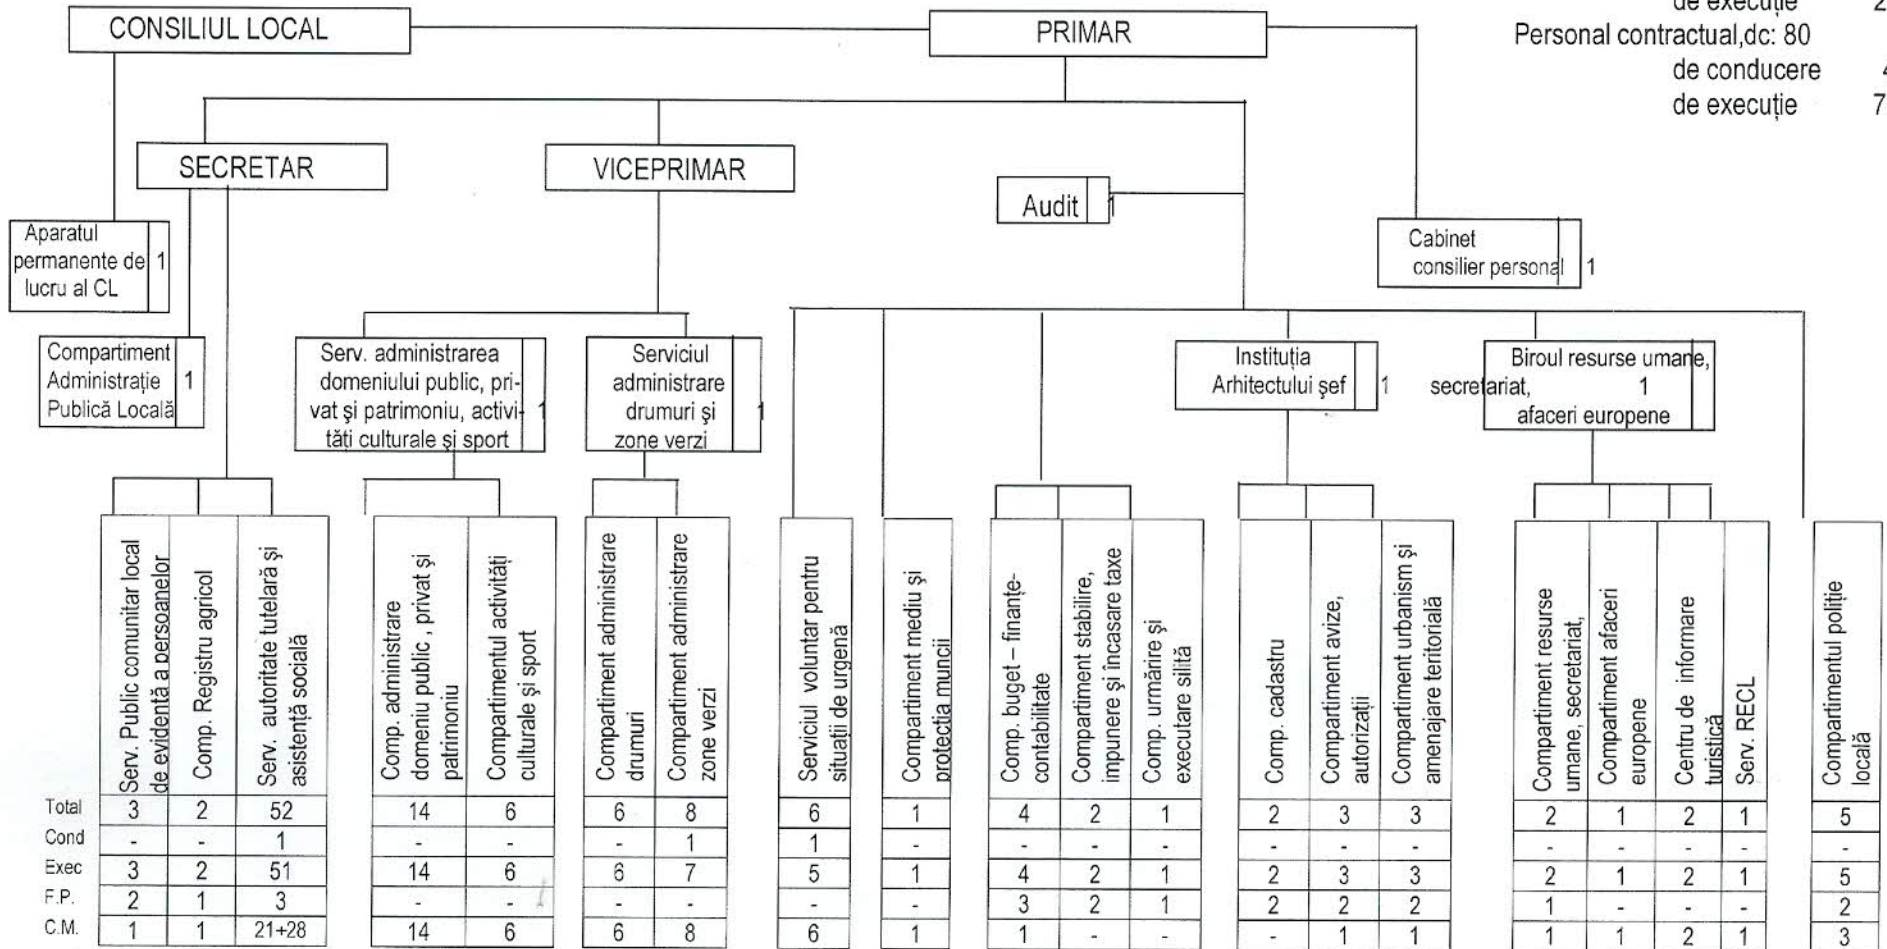 de execuție 2
CONSILIUL LOCAL
PRIMAR
Personal contractual,dc: 80
de conducere 4
de execuție 7
SECRETAR
VICEPRIMAR
Audit 1
Aparatul
permanente de 1
lucru al CL
Cabinet
consilier personal 1
Compartiment
Administrație 1
Publică Locală
Serv. administrarea
domeniului public, pri-
vat și patrimoniu, activi- 1
tăți culturale și sport
Serviciul
administrare
drumuri și 1
zone verzi
Instituția
Arhitectului șef 1
Biroul resurse umane,
secretariat, 1
afaceri europene
Serv. Public comunitar local
de evidență a persoanelor
Comp. Registru agricol
Serv. autoritate tutelară și
asistență socială
Comp. administrare
domeniu public , privat și
patrimoniu
Compartimentul activități
culturale și sport
Compartiment administrare
drumuri
Compartiment administrare
zone verzi
Serviciul voluntar pentru
situații de urgență
Compartiment mediu și
protecția muncii
Comp. buget – finanțe-
contabilitate
Compartiment stabilire,
impunere și încasare taxe
Comp. urmărire și
executare silită
Comp. cadastru
Compartiment avize,
autorizații
Compartiment urbanism și
amenajare teritorială
Compartiment resurse
umane, secretariat,
Compartiment afaceri
europene
Centru de informare
turistică
Serv. RECL
Compartimentul poliție
locală
Total 3 2 52 14 6 6 8 6 1 4 2 1 2 3 3 2 1 2 1 5
Cond - - 1 - - - 1 1 - - - - - - - - - - - -
Exec 3 2 51 14 6 6 7 5 1 4 2 1 2 3 3 2 1 2 1 5
F.P. 2 1 3 - - - - - - 3 2 1 2 2 2 1 - - - 2
C.M. 1 1 21+28 14 6 6 8 6 1 1 - - - 1 1 1 1 2 1 3